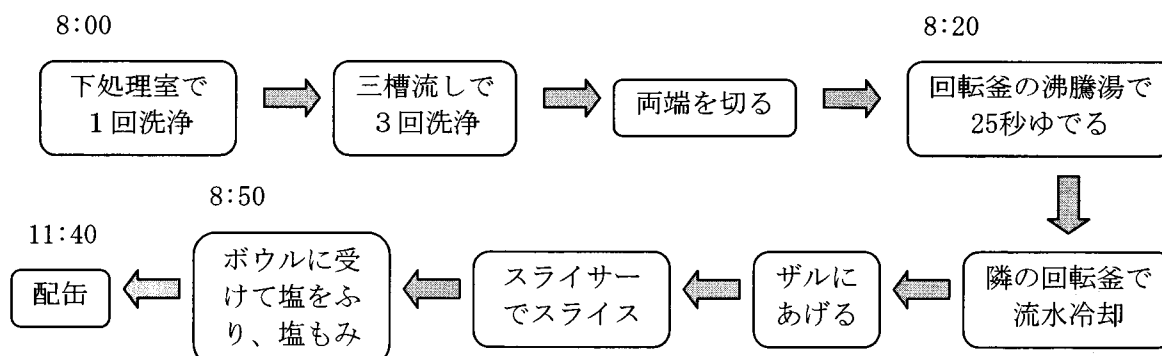 8:00
下処理室で
1回洗浄
三槽流しで
3回洗浄
両端を切る
8:20
回転釜の沸騰湯で
25秒ゆでる
隣の回転釜で
流水冷却
ザルに
あげる
スライサー
でスライス
8:50
ボウルに受
けて塩をふ
り、塩もみ
11:40
配缶